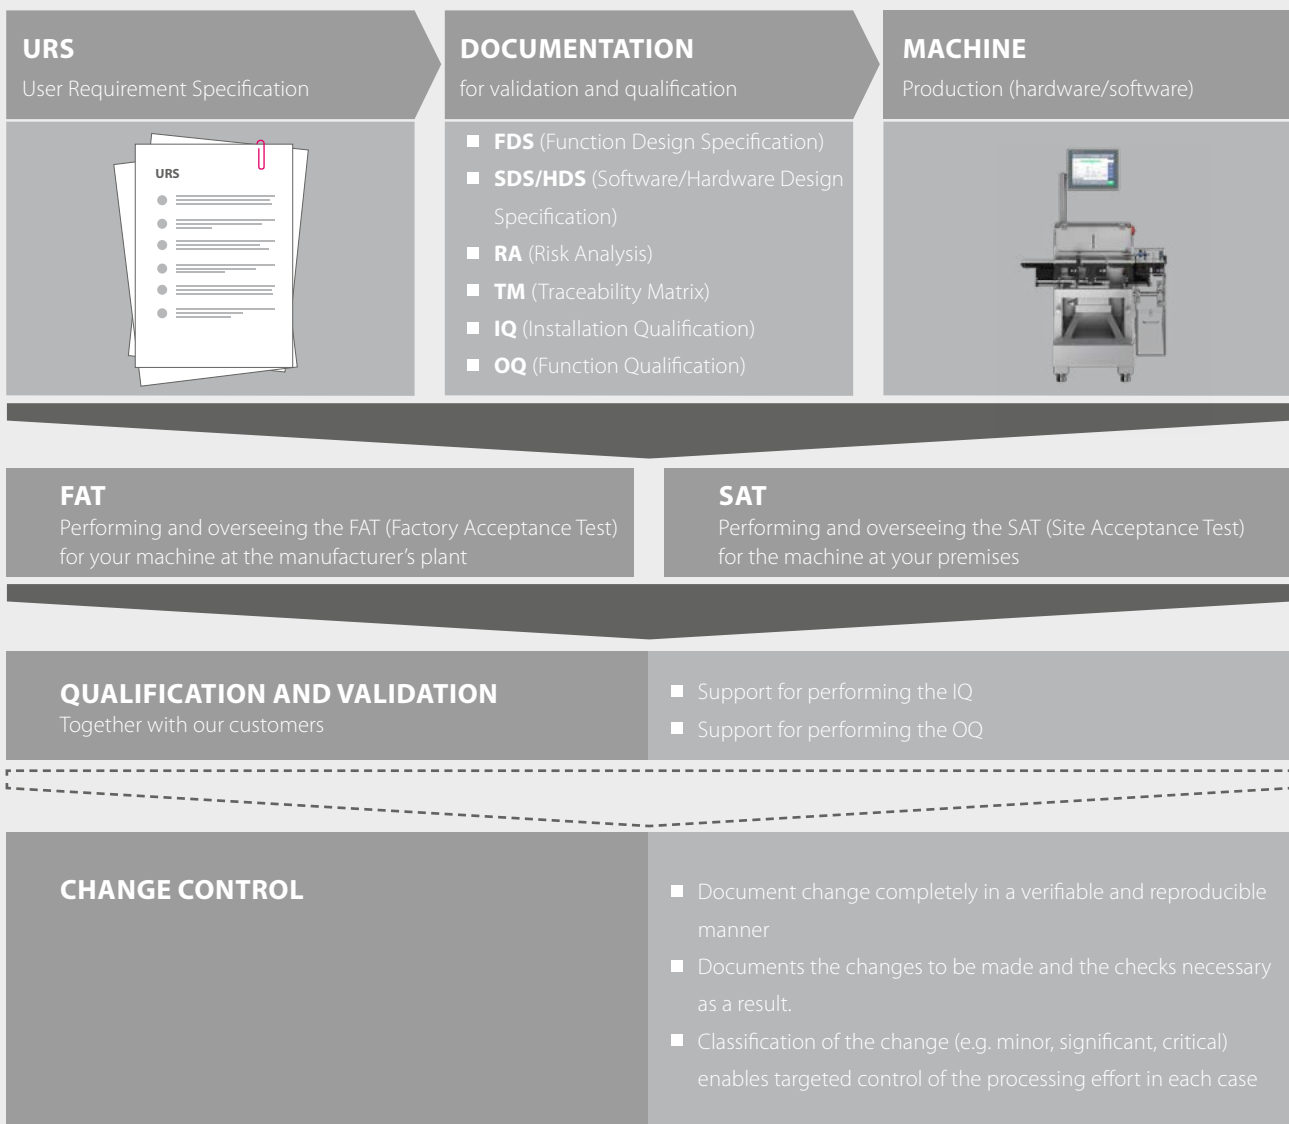 URS
User Requirement Specification
URS
DOCUMENTATION
for validation and qualification
FDS (Function Design Specification)
SDS/HDS (Software/Hardware Design
Specification)
RA (Risk Analysis)
TM (Traceability Matrix)
IQ (Installation Qualification)
OQ (Function Qualification)
MACHINE
Production (hardware/software)
FAT
Performing and overseeing the FAT (Factory Acceptance Test)
for your machine at the manufacturer’s plant
SAT
Performing and overseeing the SAT (Site Acceptance Test)
for the machine at your premises
QUALIFICATION AND VALIDATION
Together with our customers
Support for performing the IQ
Support for performing the OQ
CHANGE CONTROL
Document change completely in a verifiable and reproducible
manner
Documents the changes to be made and the checks necessary
as a result.
Classification of the change (e.g. minor, significant, critical)
enables targeted control of the processing effort in each case